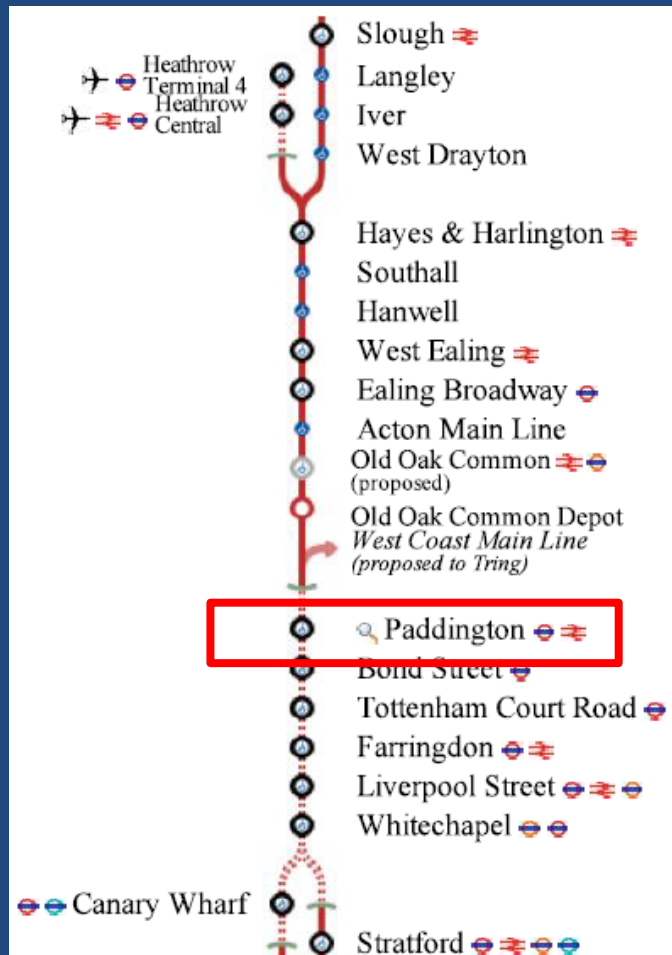 Slough
Heathrow
Terminal 4
Langley
Heathrow
Central
Iver
West Drayton
Hayes & Harlington
Southall
Hanwell
West Ealing
Ealing Broadway
Acton Main Line
Old Oak Common
(proposed)
Old Oak Common Depot
West Coast Main Line
(proposed to Tring)
Paddington
Bond Street
Tottenham Court Road
Farringdon
Liverpool Street
Whitechapel
Canary Wharf
Stratford